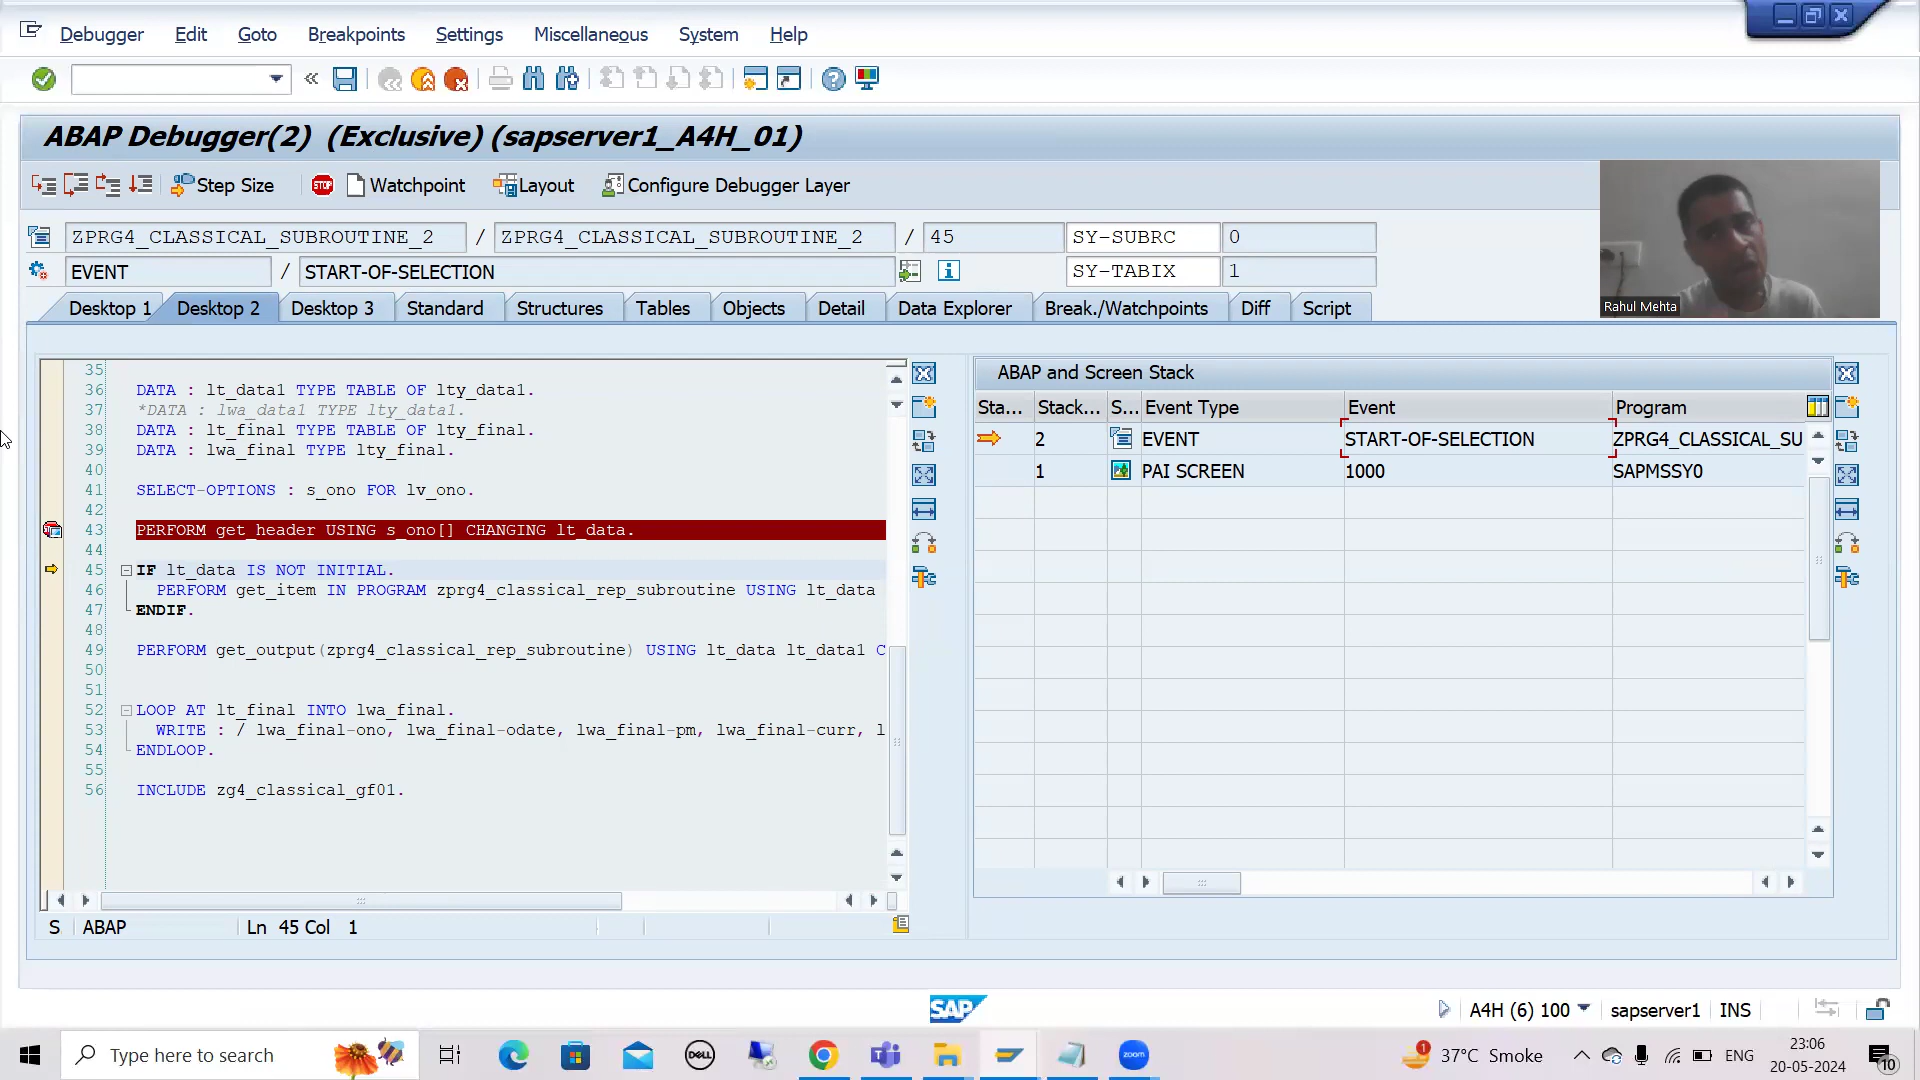 Debugger Edit Goto Breakpoints Settings Miscellaneous System Help
ABAP Debugger(2) (Exclusive) (sapserver1_A4H_01)
STOP
Step Size Watchpoint Layout Configure Debugger Layer
ZPRG4_CLASSICAL_SUBROUTINE_2 / ZPRG4_CLASSICAL_SUBROUTINE_2 / 45 SY-SUBRC 0
EVENT / START-OF-SELECTION SY-TABIX 1
Rahul Mehta
Desktop 1 Desktop 2 Desktop 3 Standard Structures Tables Objects Detail Data Explorer Break./Watchpoints Diff Script
35
36 DATA : lt_data1 TYPE TABLE OF lty_data1.
37 *DATA : lwa_data1 TYPE lty_data1.
38 DATA : lt_final TYPE TABLE OF lty_final.
39 DATA : lwa_final TYPE lty_final.
40
41 SELECT-OPTIONS : s_ono FOR lv_ono.
42
43 PERFORM get_header USING s_ono[] CHANGING lt_data.
44
45 IF lt_data IS NOT INITIAL.
46 PERFORM get_item IN PROGRAM zprg4_classical_rep_subroutine USING lt_data
47 ENDIF.
48
49 PERFORM get_output(zprg4_classical_rep_subroutine) USING lt_data lt_data1 C
50
51
52 LOOP AT lt_final INTO lwa_final.
53 WRITE : / lwa_final-ono, lwa_final-odate, lwa_final-pm, lwa_final-curr, l
54 ENDLOOP.
55
56 INCLUDE zg4_classical_gf01.
S ABAP Ln 45 Col 1
ABAP and Screen Stack
Sta... Stack... S... Event Type Event Program
2 EVENT START-OF-SELECTION ZPRG4_CLASSICAL_SU
1 PAI SCREEN 1000 SAPMSSY0
SAP
A4H (6) 100 sapserver1 INS
Type here to search
DELL
zoom
1
37°C Smoke
ENG
23:06
20-05-2024
10